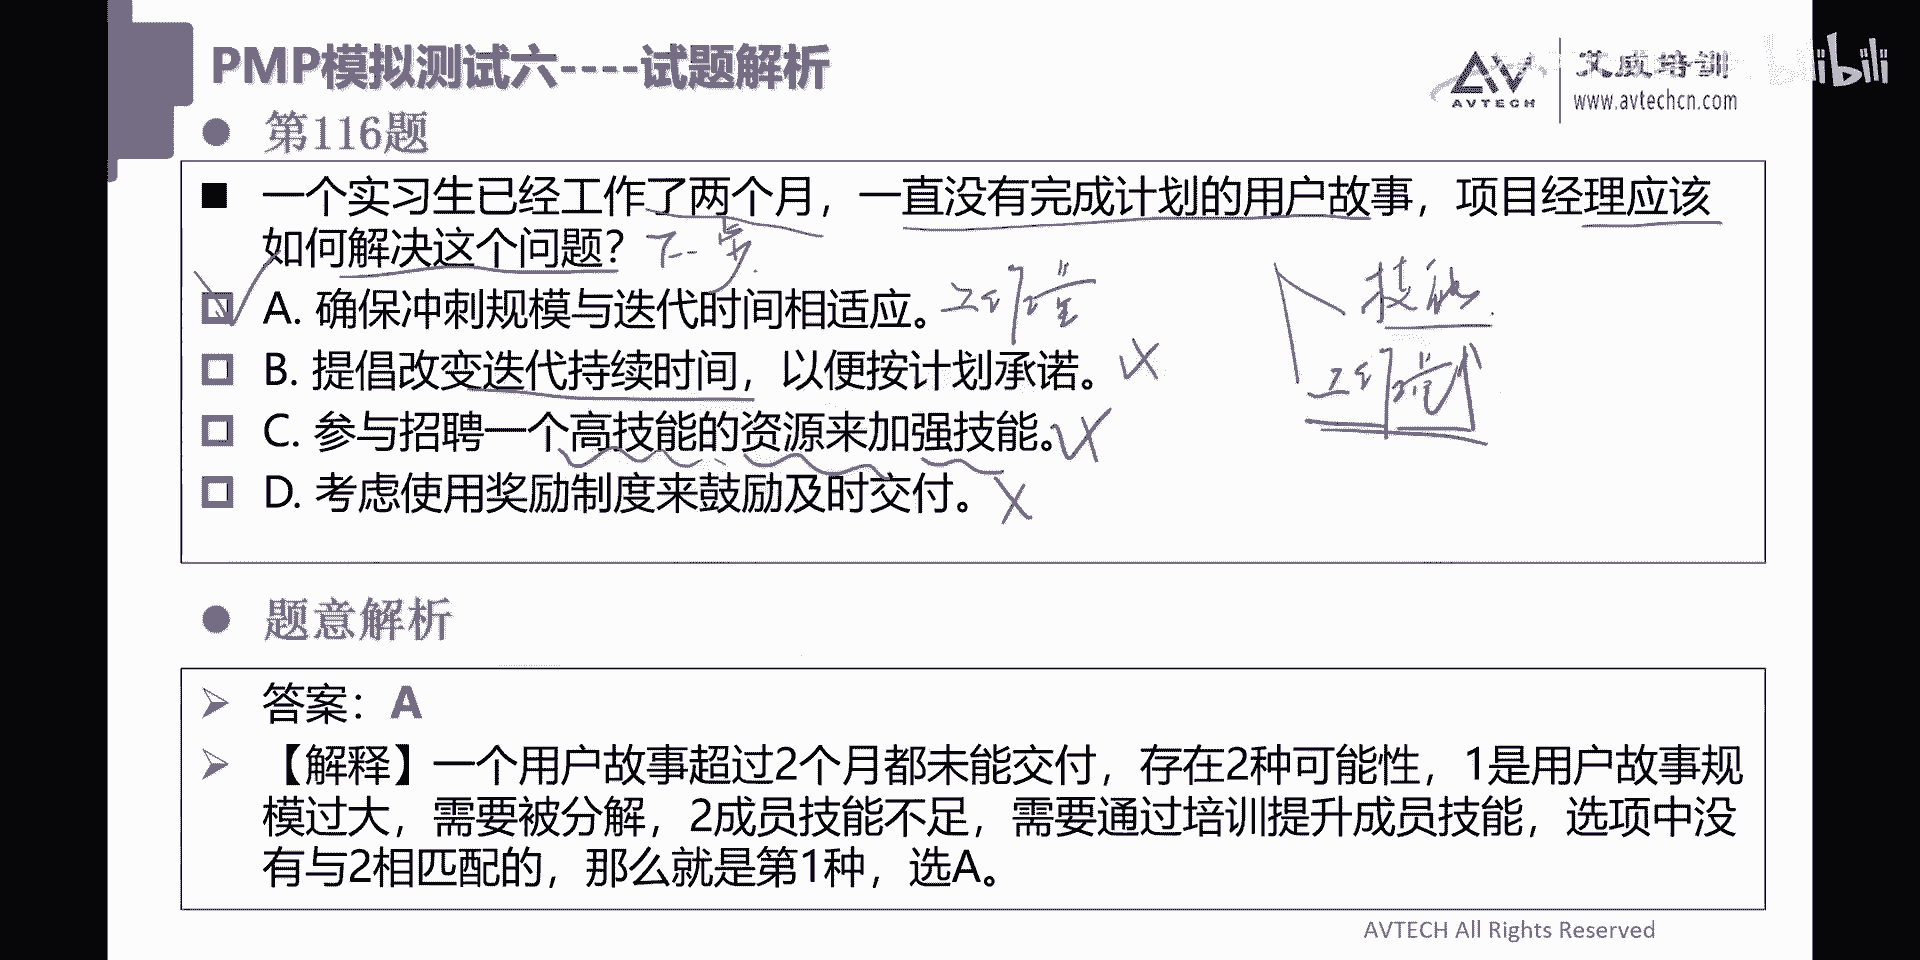 PMP模拟测试六----试题解析
AVTECH
艾威培训
www.avtechcn.com
bilibili
第116题
一个实习生已经工作了两个月，一直没有完成计划的用户故事，项目经理应该
如何解决这个问题？
下一步
A. 确保冲刺规模与迭代时间相适应。
工作量
技能
B. 提倡改变迭代持续时间，以便按计划承诺。
C. 参与招聘一个高技能的资源来加强技能。
D. 考虑使用奖励制度来鼓励及时交付。
题意解析
答案：A
【解释】一个用户故事超过2个月都未能交付，存在2种可能性，1是用户故事规
模过大，需要被分解，2成员技能不足，需要通过培训提升成员技能，选项中没
有与2相匹配的，那么就是第1种，选A。
AVTECH All Rights Reserved